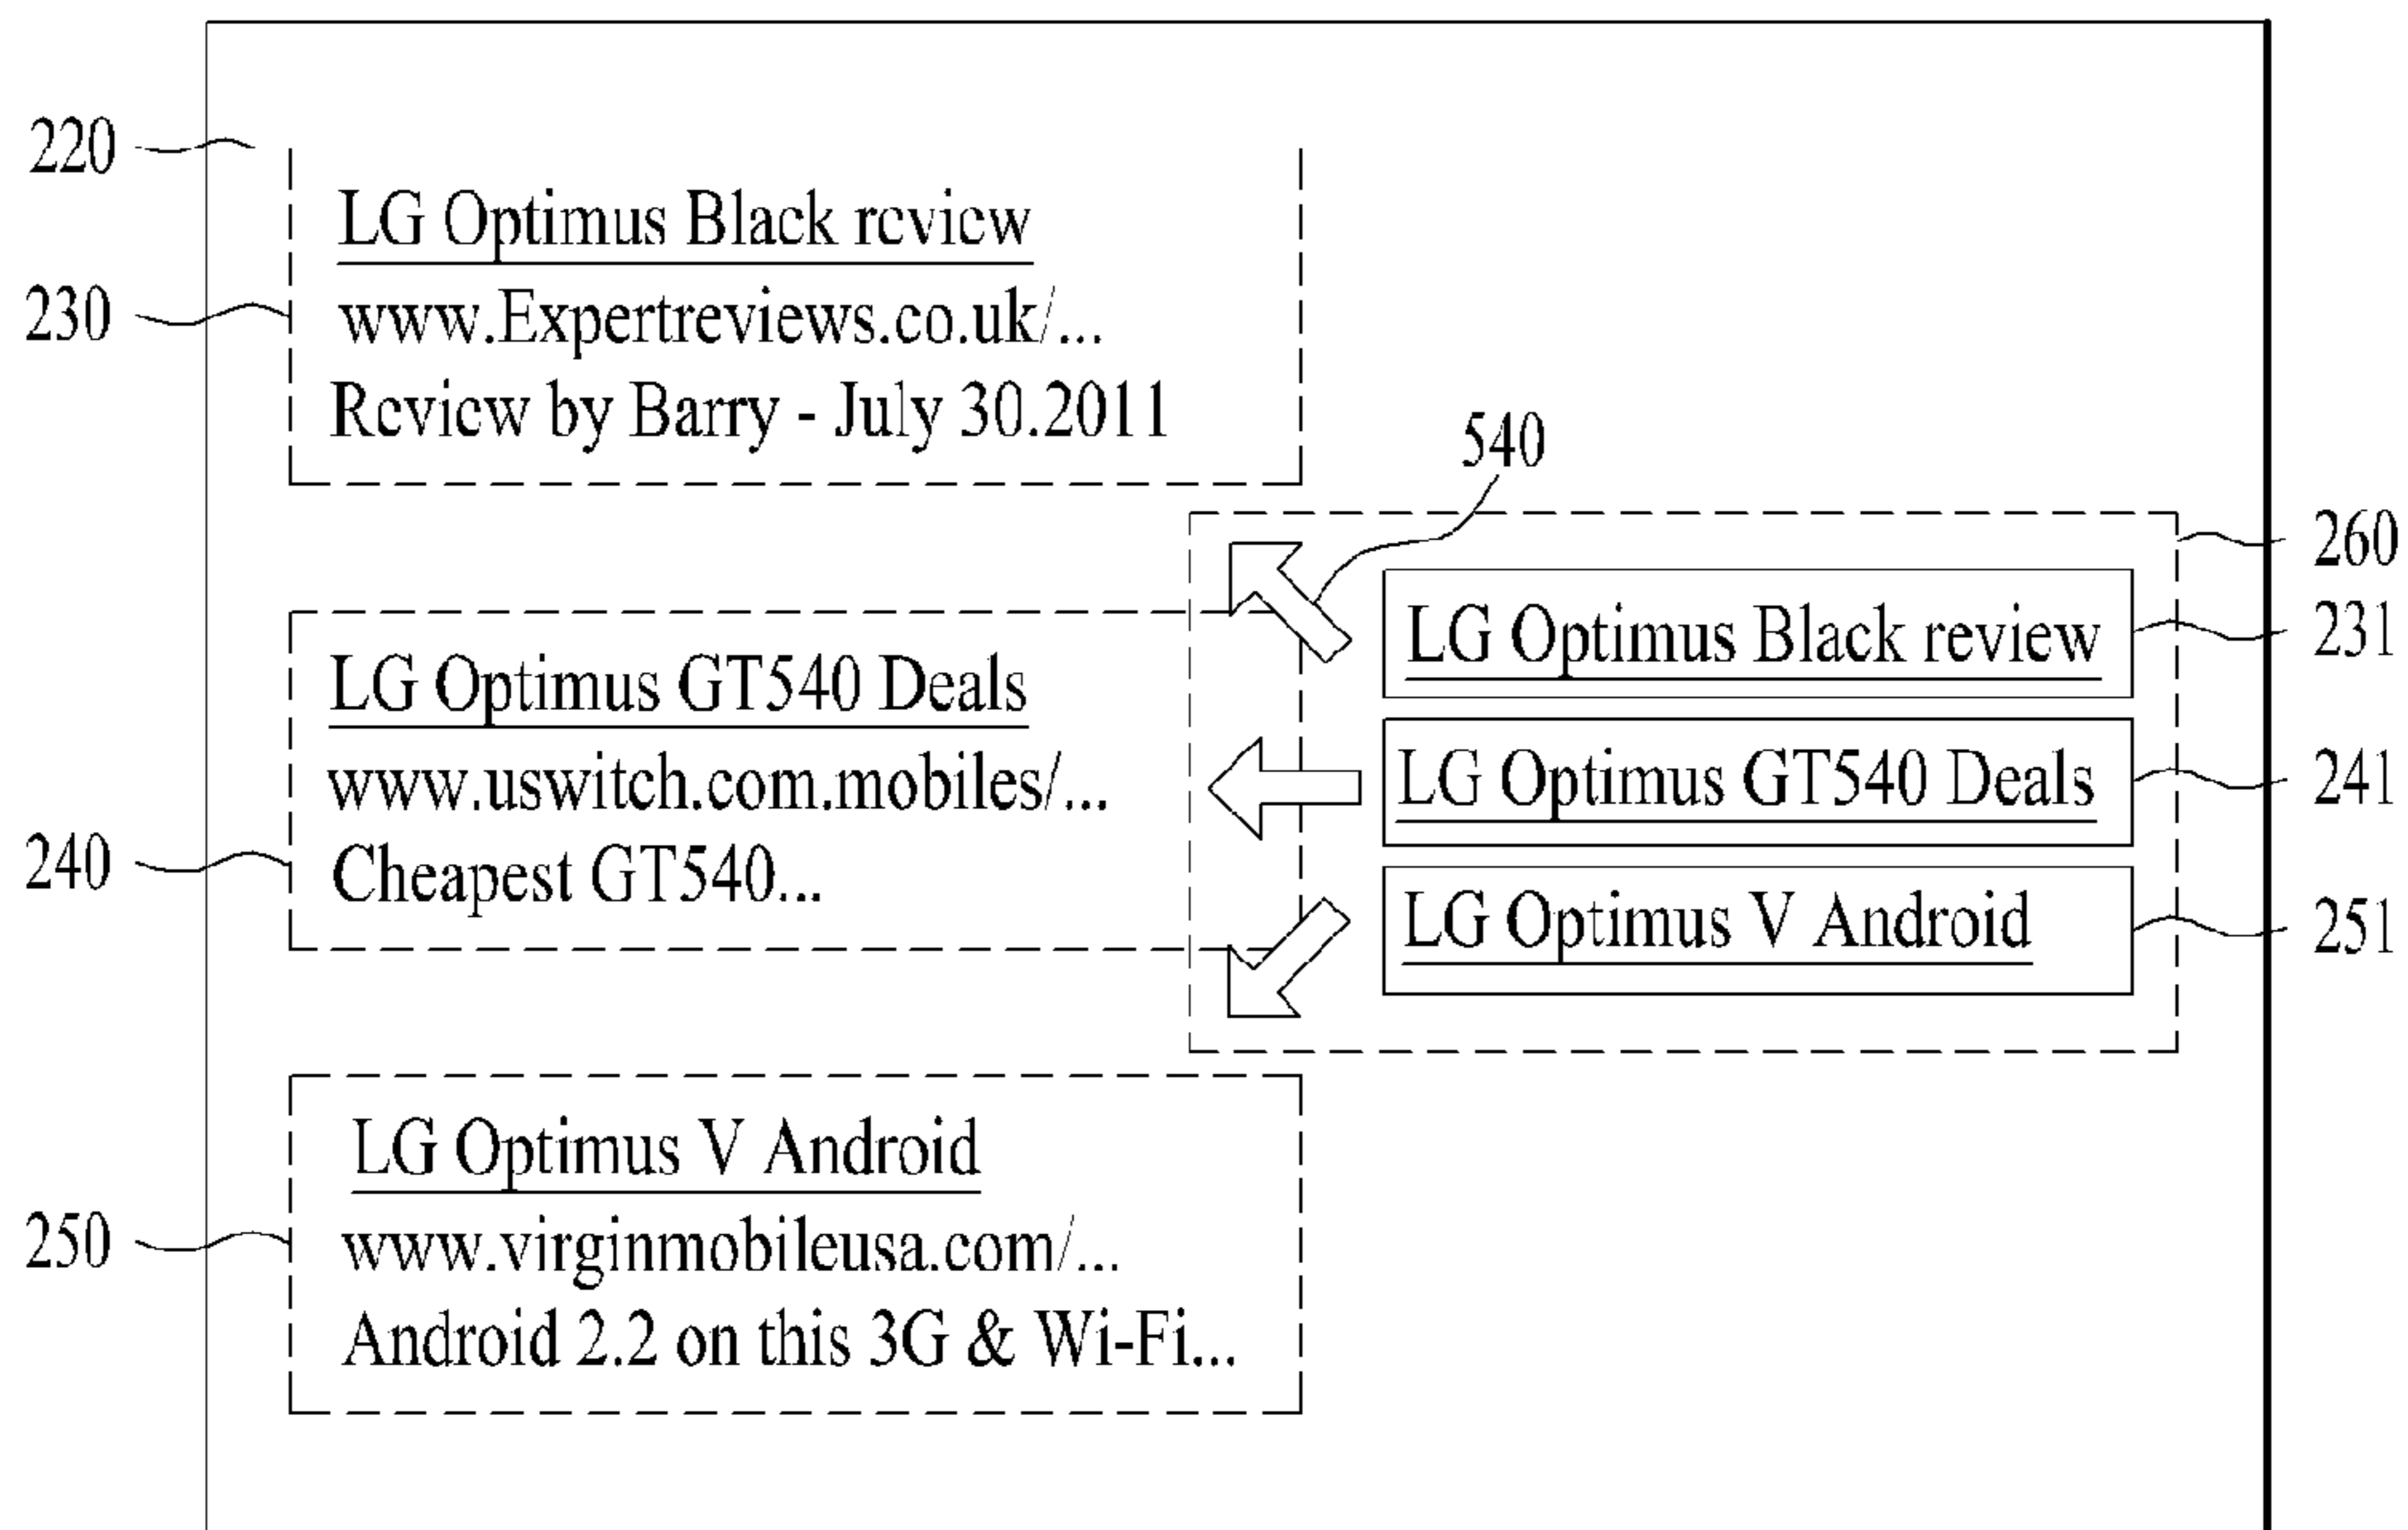 220
LG Optimus Black review
230
www.Expertreviews.co.uk/...
Review by Barry - July 30.2011
540
260
LG Optimus Black review
231
LG Optimus GT540 Deals
www.uswitch.com.mobiles/...
240
Cheapest GT540...
LG Optimus GT540 Deals
241
LG Optimus V Android
251
LG Optimus V Android
250
www.virginmobileusa.com/...
Android 2.2 on this 3G & Wi-Fi...